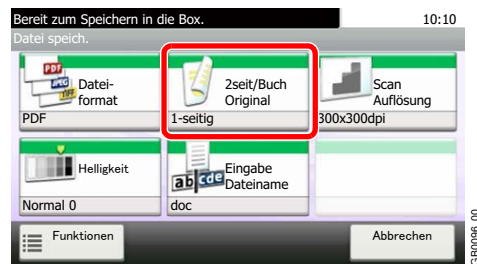 Bereit zum Speichern in die Box.
10:10
Datei speich.
PDF
JPEG
TIFF
Datei-
format
PDF
2seit/Buch
Original
1-seitig
Scan
Auflösung
300x300dpi
Helligkeit
Normal 0
ab cde
Eingabe
Dateiname
doc
Funktionen
Abbrechen
GB0096_00